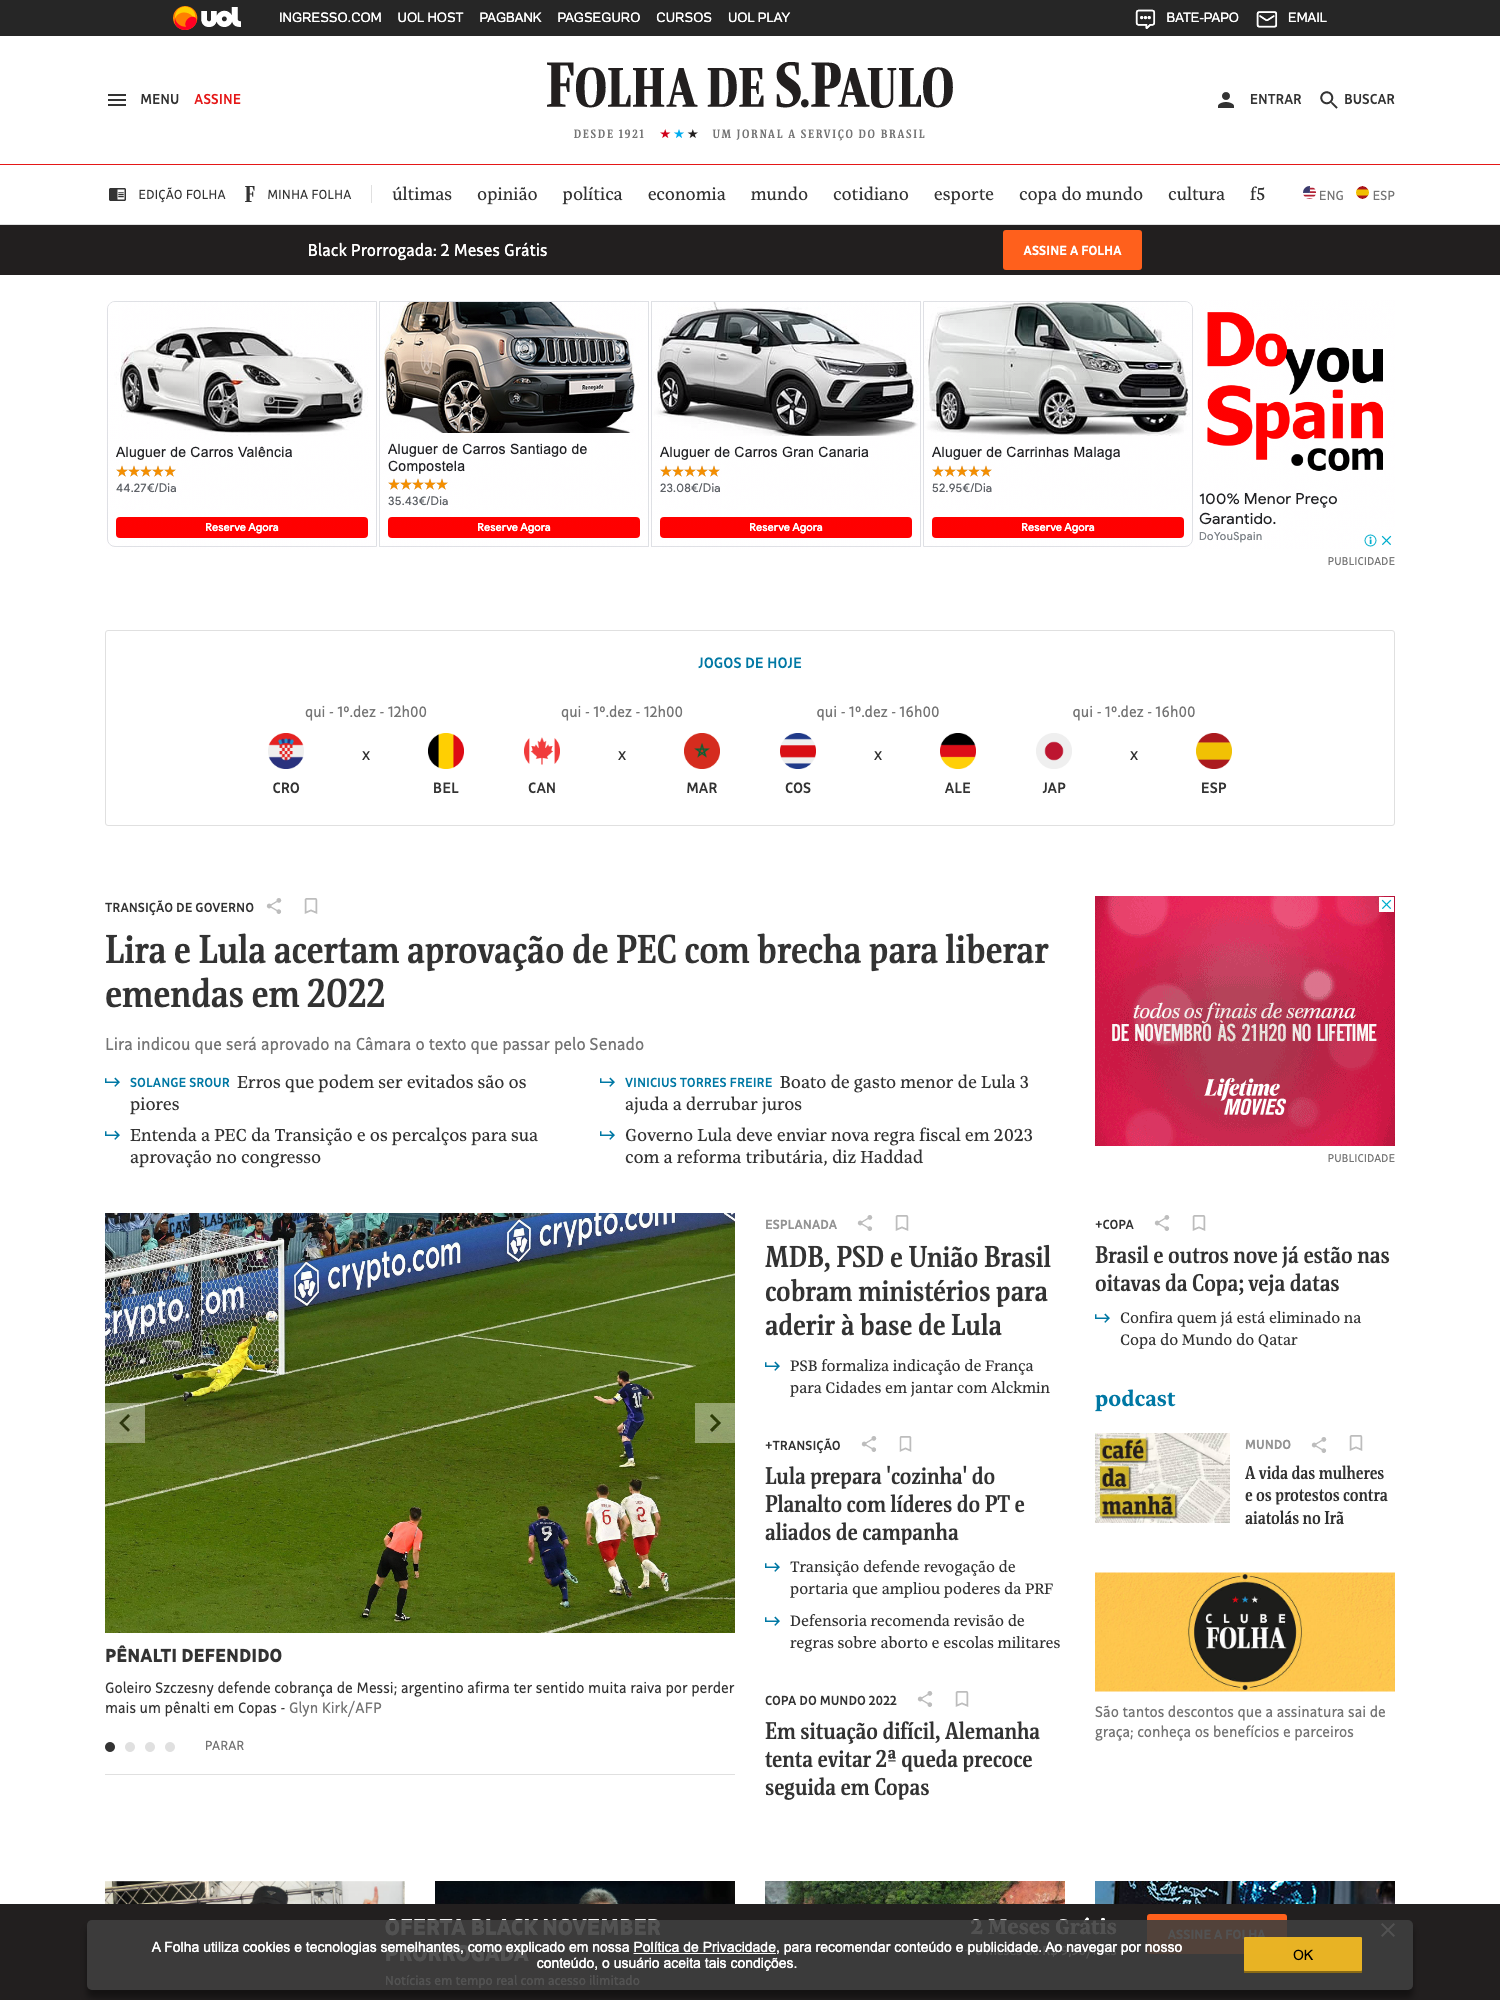 uol INGRESSO.COM UOL HOST PAGBANK PAGSEGURO CURSOS UOL PLAY BATE-PAPO EMAIL
MENU ASSINE
FOLHA DE S.PAULO
DESDE 1921 ★★★ UM JORNAL A SERVIÇO DO BRASIL
ENTRAR BUSCAR
EDIÇÃO FOLHA F MINHA FOLHA últimas opinião política economia mundo cotidiano esporte copa do mundo cultura f5 ENG ESP
Black Prorrogada: 2 Meses Grátis ASSINE A FOLHA
Aluguer de Carros Valência
★★★★★
44.27€/Dia
Reserve Agora
Renegade
Aluguer de Carros Santiago de
Compostela
★★★★★
35.43€/Dia
Reserve Agora
Aluguer de Carros Gran Canaria
★★★★★
23.08€/Dia
Reserve Agora
Aluguer de Carrinhas Malaga
★★★★★
52.95€/Dia
Reserve Agora
Do you
Spain
.com
100% Menor Preço
Garantido.
DoYouSpain
PUBLICIDADE
JOGOS DE HOJE
qui - 1º.dez - 12h00 qui - 1º.dez - 12h00 qui - 1º.dez - 16h00 qui - 1º.dez - 16h00
x x x x
CRO BEL CAN MAR COS ALE JAP ESP
TRANSIÇÃO DE GOVERNO
Lira e Lula acertam aprovação de PEC com brecha para liberar
emendas em 2022
Lira indicou que será aprovado na Câmara o texto que passar pelo Senado
SOLANGE SROUR Erros que podem ser evitados são os
piores
Entenda a PEC da Transição e os percalços para sua
aprovação no congresso
VINICIUS TORRES FREIRE Boato de gasto menor de Lula 3
ajuda a derrubar juros
Governo Lula deve enviar nova regra fiscal em 2023
com a reforma tributária, diz Haddad
todos os finais de semana
DE NOVEMBRO ÀS 21H20 NO LIFETIME
Lifetime
MOVIES
PUBLICIDADE
crypto.com
crypto.com
crypto.com
10
9
6
2
PÊNALTI DEFENDIDO
Goleiro Szczesny defende cobrança de Messi; argentino afirma ter sentido muita raiva por perder
mais um pênalti em Copas - Glyn Kirk/AFP
PARAR
ESPLANADA
MDB, PSD e União Brasil
cobram ministérios para
aderir à base de Lula
PSB formaliza indicação de França
para Cidades em jantar com Alckmin
+TRANSIÇÃO
Lula prepara 'cozinha' do
Planalto com líderes do PT e
aliados de campanha
Transição defende revogação de
portaria que ampliou poderes da PRF
Defensoria recomenda revisão de
regras sobre aborto e escolas militares
COPA DO MUNDO 2022
Em situação difícil, Alemanha
tenta evitar 2ª queda precoce
seguida em Copas
+COPA
Brasil e outros nove já estão nas
oitavas da Copa; veja datas
Confira quem já está eliminado na
Copa do Mundo do Qatar
podcast
café
da
manhã
MUNDO
A vida das mulheres
e os protestos contra
aiatolás no Irã
CLUBE
FOLHA
São tantos descontos que a assinatura sai de
graça; conheça os benefícios e parceiros
OFERTA BLACK NOVEMBER
PRORROGADA
Notícias em tempo real com acesso ilimitado
2 Meses Grátis
ASSINE A FOLHA
A Folha utiliza cookies e tecnologias semelhantes, como explicado em nossa Política de Privacidade, para recomendar conteúdo e publicidade. Ao navegar por nosso
conteúdo, o usuário aceita tais condições.
OK